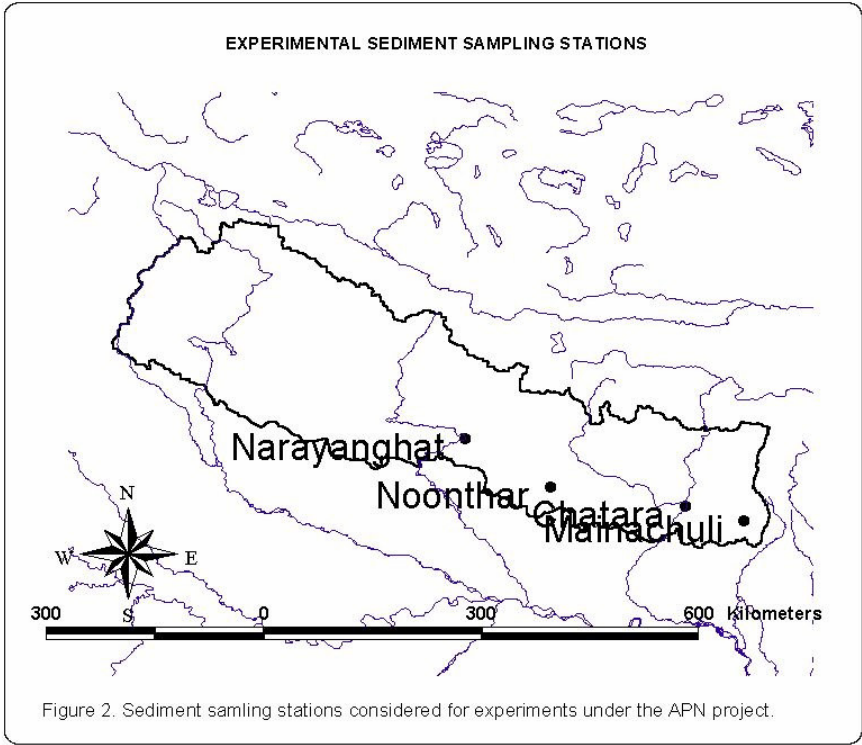 EXPERIMENTAL SEDIMENT SAMPLING STATIONS
Narayanghat
Noonthar
Chatara
Mainachuli
N
W E
S
300 0 300 600 Kilometers
Figure 2. Sediment samling stations considered for experiments under the APN project.